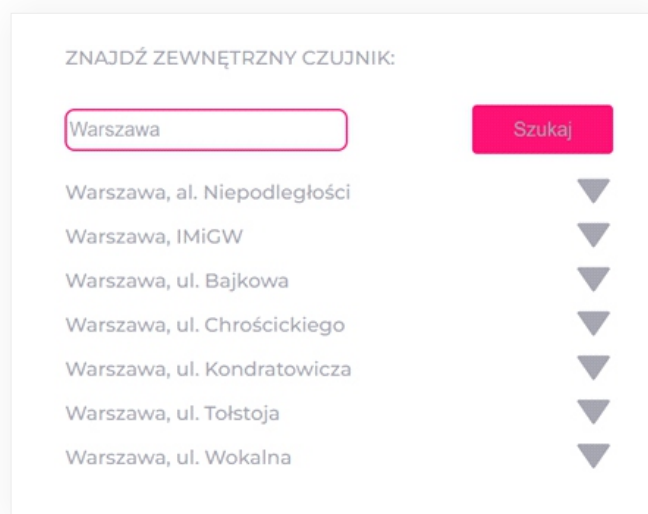 ZNAJDŹ ZEWNĘTRZNY CZUJNIK:
Warszawa
Szukaj
Warszawa, al. Niepodległości
Warszawa, IMiGW
Warszawa, ul. Bajkowa
Warszawa, ul. Chrościckiego
Warszawa, ul. Kondratowicza
Warszawa, ul. Tołstoja
Warszawa, ul. Wokalna